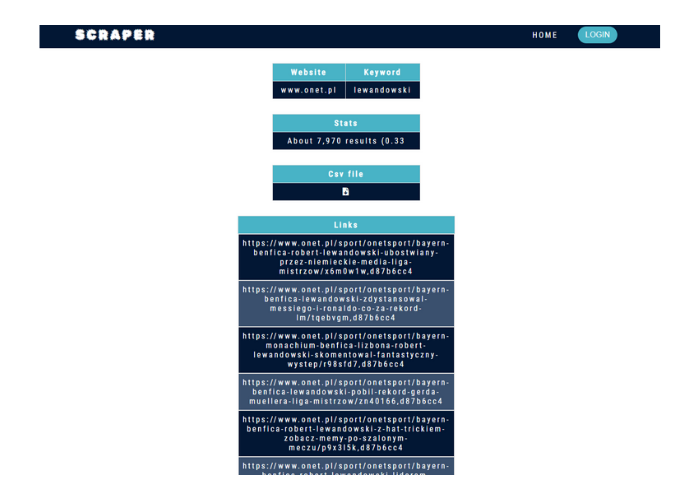 SCRAPER
HOME
LOGIN
Website Keyword
www.onet.pl lewandowski
Stats
About 7,970 results (0.33
Csv file
Links
https://www.onet.pl/sport/onetsport/bayern-
benfica-robert-lewandowski-ubostwiany-
przez-niemieckie-media-liga-
mistrzow/x6m0w1w,d87b6cc4
https://www.onet.pl/sport/onetsport/bayern-
benfica-lewandowski-zdystansowal-
messiego-i-ronaldo-co-za-rekord-
lm/tqebvgm,d87b6cc4
https://www.onet.pl/sport/onetsport/bayern-
monachium-benfica-lizbona-robert-
lewandowski-skomentowal-fantastyczny-
wystep/r98sfd7,d87b6cc4
https://www.onet.pl/sport/onetsport/bayern-
benfica-lewandowski-pobil-rekord-gerda-
muellera-liga-mistrzow/zn40166,d87b6cc4
https://www.onet.pl/sport/onetsport/bayern-
benfica-robert-lewandowski-z-hat-trickiem-
zobacz-memy-po-szalonym-
meczu/p9x3l5k,d87b6cc4
https://www.onet.pl/sport/onetsport/bayern-
benfica-robert-lewandowski-liderem-